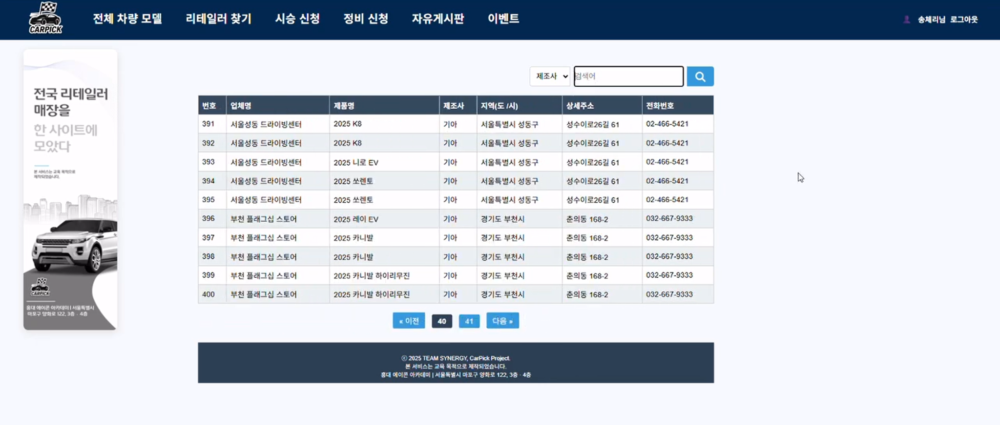 CARPICK
전체 차량 모델 리테일러 찾기 시승 신청 정비 신청 자유게시판 이벤트
송체리님 로그아웃
전국 리테일러
매장을
한 사이트에
모았다
본 서비스는 교육 목적으로
제작되었습니다.
CARPICK
홍대 에이콘 아카데미 | 서울특별시
마포구 양화로 122, 3층 · 4층
제조사 검색어
번호 업체명 제품명 제조사 지역(도 /시) 상세주소 전화번호
391 서울성동 드라이빙센터 2025 K8 기아 서울특별시 성동구 성수이로26길 61 02-466-5421
392 서울성동 드라이빙센터 2025 K8 기아 서울특별시 성동구 성수이로26길 61 02-466-5421
393 서울성동 드라이빙센터 2025 니로 EV 기아 서울특별시 성동구 성수이로26길 61 02-466-5421
394 서울성동 드라이빙센터 2025 쏘렌토 기아 서울특별시 성동구 성수이로26길 61 02-466-5421
395 서울성동 드라이빙센터 2025 쏘렌토 기아 서울특별시 성동구 성수이로26길 61 02-466-5421
396 부천 플래그십 스토어 2025 레이 EV 기아 경기도 부천시 춘의동 168-2 032-667-9333
397 부천 플래그십 스토어 2025 카니발 기아 경기도 부천시 춘의동 168-2 032-667-9333
398 부천 플래그십 스토어 2025 카니발 기아 경기도 부천시 춘의동 168-2 032-667-9333
399 부천 플래그십 스토어 2025 카니발 하이리무진 기아 경기도 부천시 춘의동 168-2 032-667-9333
400 부천 플래그십 스토어 2025 카니발 하이리무진 기아 경기도 부천시 춘의동 168-2 032-667-9333
« 이전 40 41 다음 »
ⓒ 2025 TEAM SYNERGY, CarPick Project.
본 서비스는 교육 목적으로 제작되었습니다.
홍대 에이콘 아카데미 | 서울특별시 마포구 양화로 122, 3층 · 4층